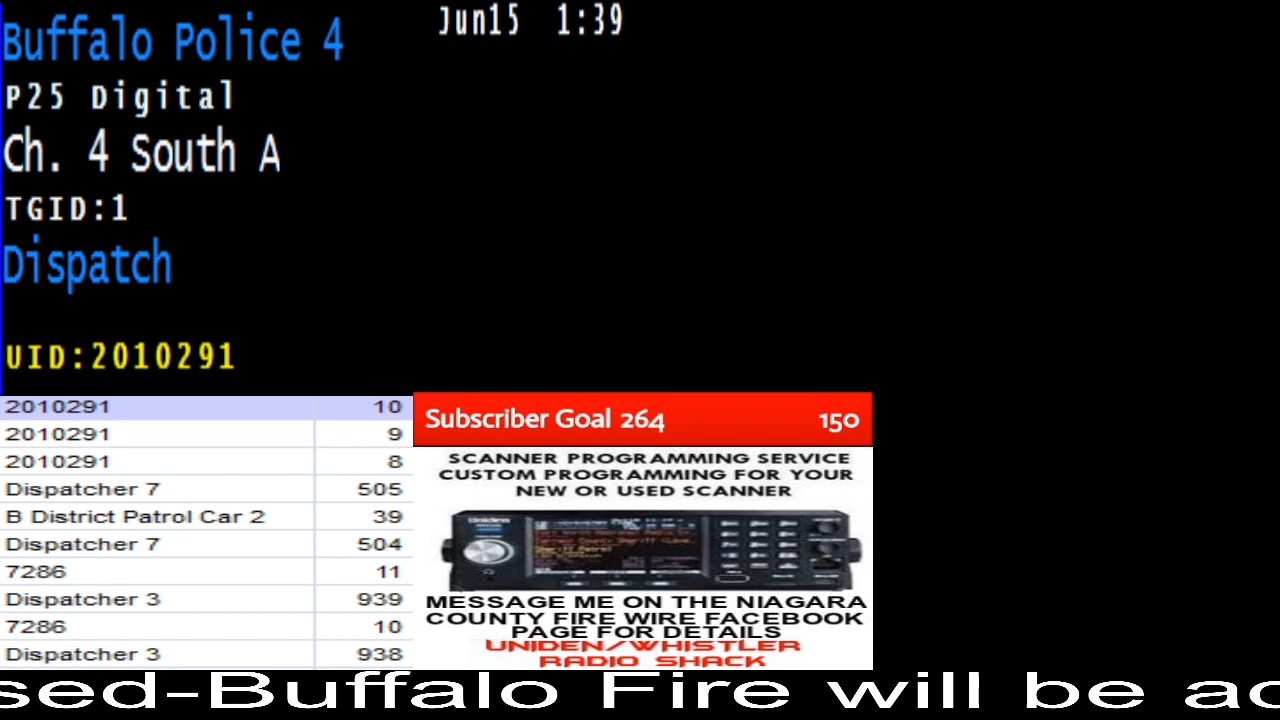 Buffalo Police 4
Jun15 1:39
P25 Digital
Ch. 4 South A
TGID:1
Dispatch
UID:2010291
2010291 10
2010291 9
2010291 8
Dispatcher 7 505
B District Patrol Car 2 39
Dispatcher 7 504
7286 11
Dispatcher 3 939
7286 10
Dispatcher 3 938
Subscriber Goal 264 150
SCANNER PROGRAMMING SERVICE
CUSTOM PROGRAMMING FOR YOUR
NEW OR USED SCANNER
Uniden
MESSAGE ME ON THE NIAGARA
COUNTY FIRE WIRE FACEBOOK
PAGE FOR DETAILS
UNIDEN/WHISTLER
RADIO SHACK
sed-Buffalo Fire will be ac